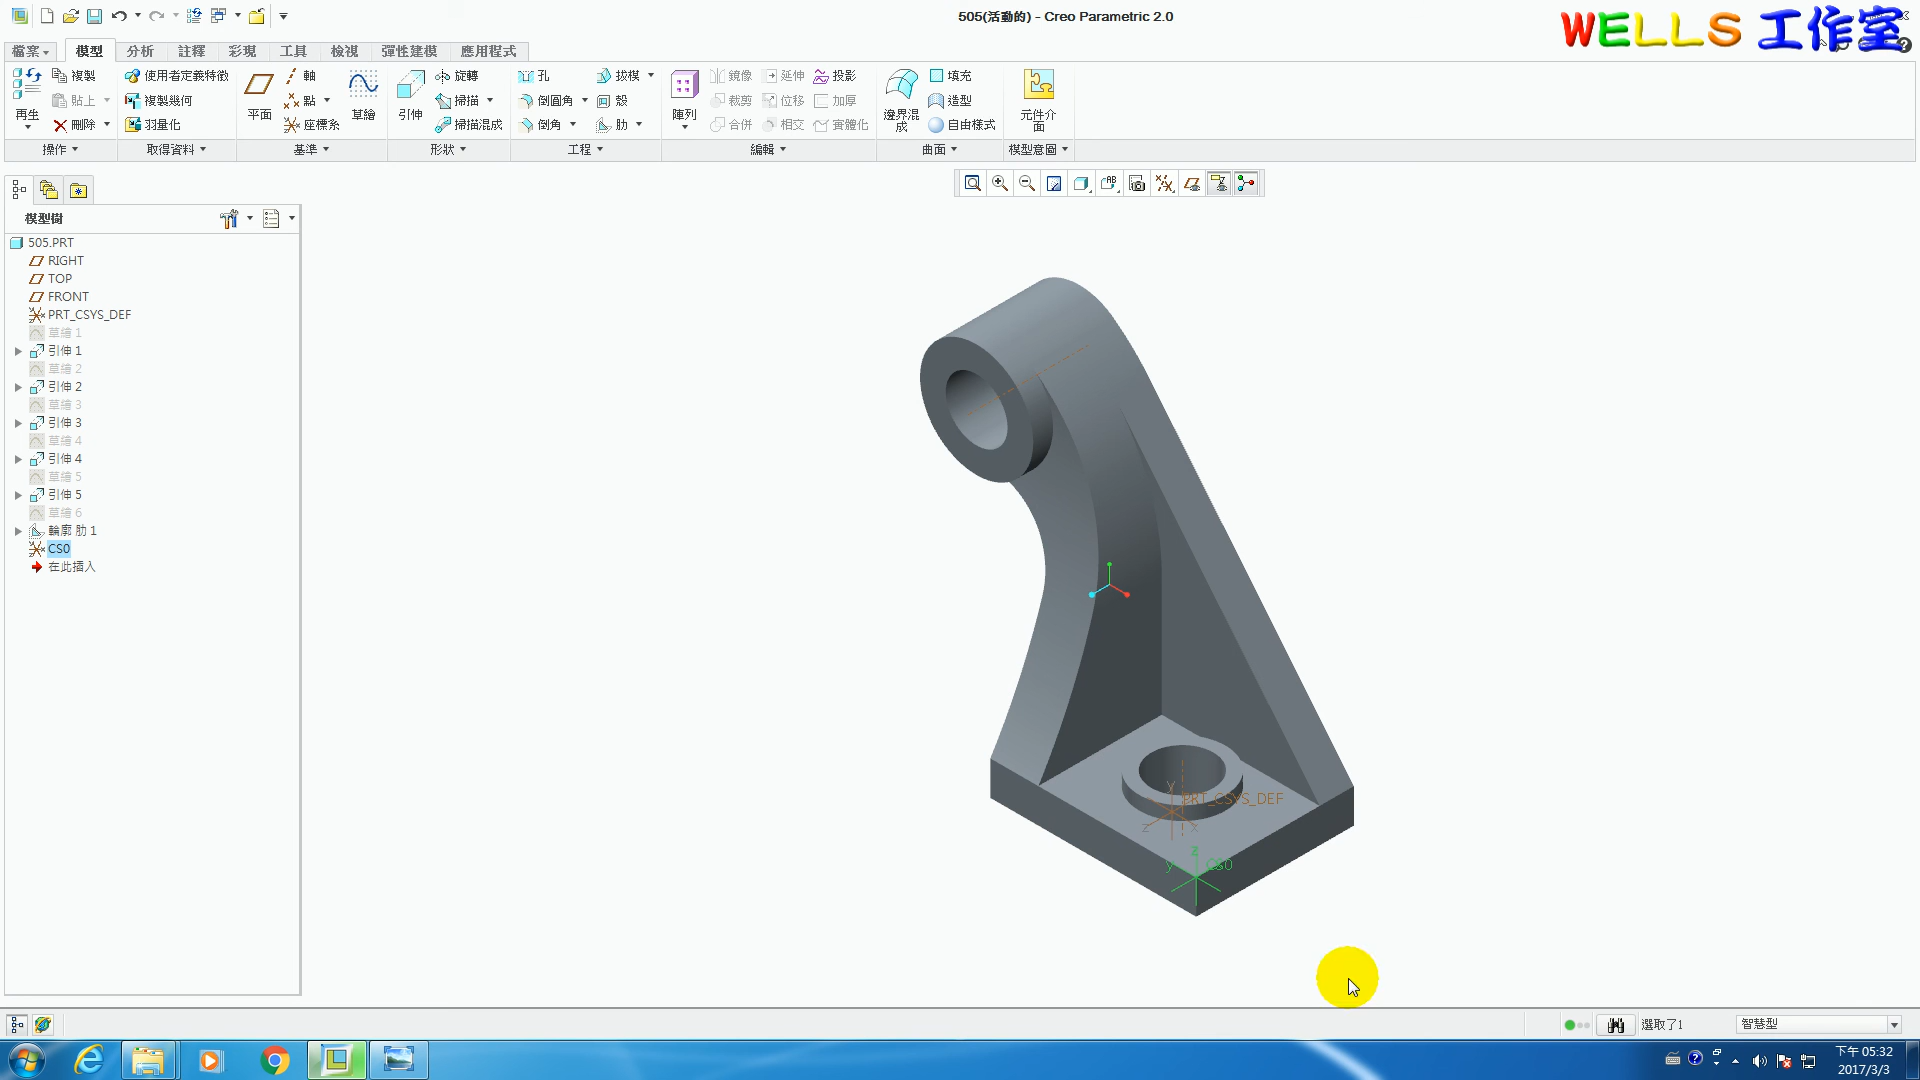 505(活動的) - Creo Parametric 2.0
WELLS 工作室
檔案 模型 分析 註釋 彩現 工具 檢視 彈性建模 應用程式
再生 複製 貼上 刪除
使用者定義特徵 複製幾何 羽量化
平面 軸 點 座標系 草繪
引伸 旋轉 掃描 掃描混成
孔 倒圓角 倒角 拔模 殼 肋
陣列 鏡像 延伸 投影 裁剪 位移 加厚 合併 相交 實體化
邊界混成 填充 造型 自由樣式
元件介面
操作 取得資料 基準 形狀 工程 編輯 曲面 模型意圖
模型樹
505.PRT
RIGHT
TOP
FRONT
PRT_CSYS_DEF
草繪 1
引伸 1
草繪 2
引伸 2
草繪 3
引伸 3
草繪 4
引伸 4
草繪 5
引伸 5
草繪 6
輪廓 肋 1
CS0
在此插入
y
PRT_CSYS_DEF
z x
z
y CS0
選取了1 智慧型
下午 05:32
2017/3/3